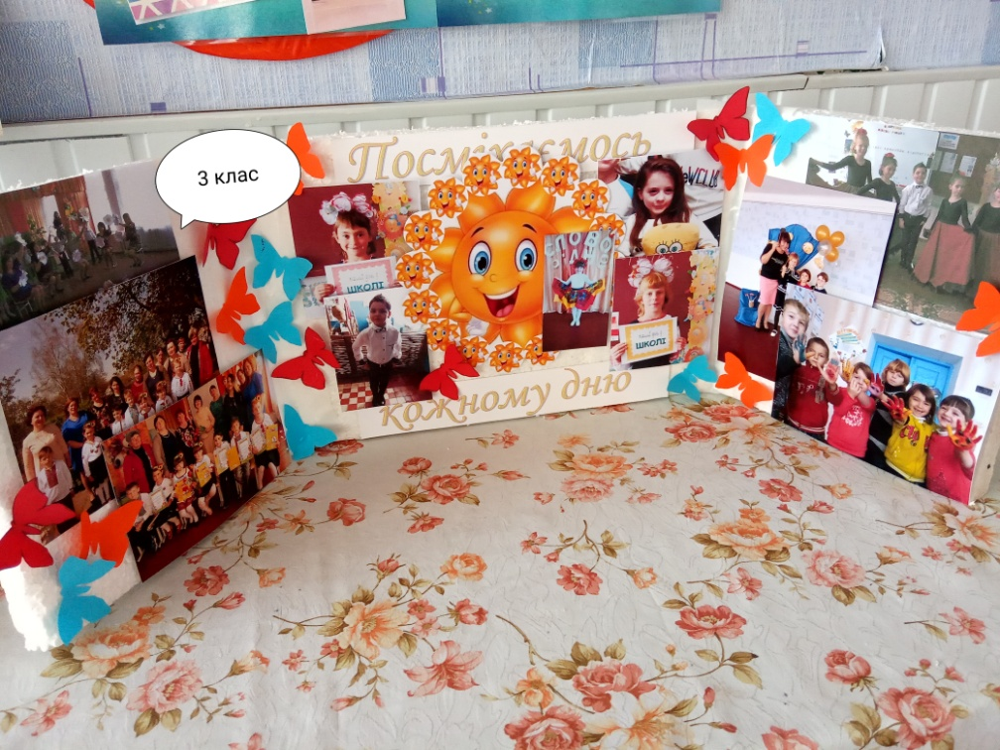 3 клас
Посміхаємось
ШКОЛІ
ШКОЛІ
кожному дню